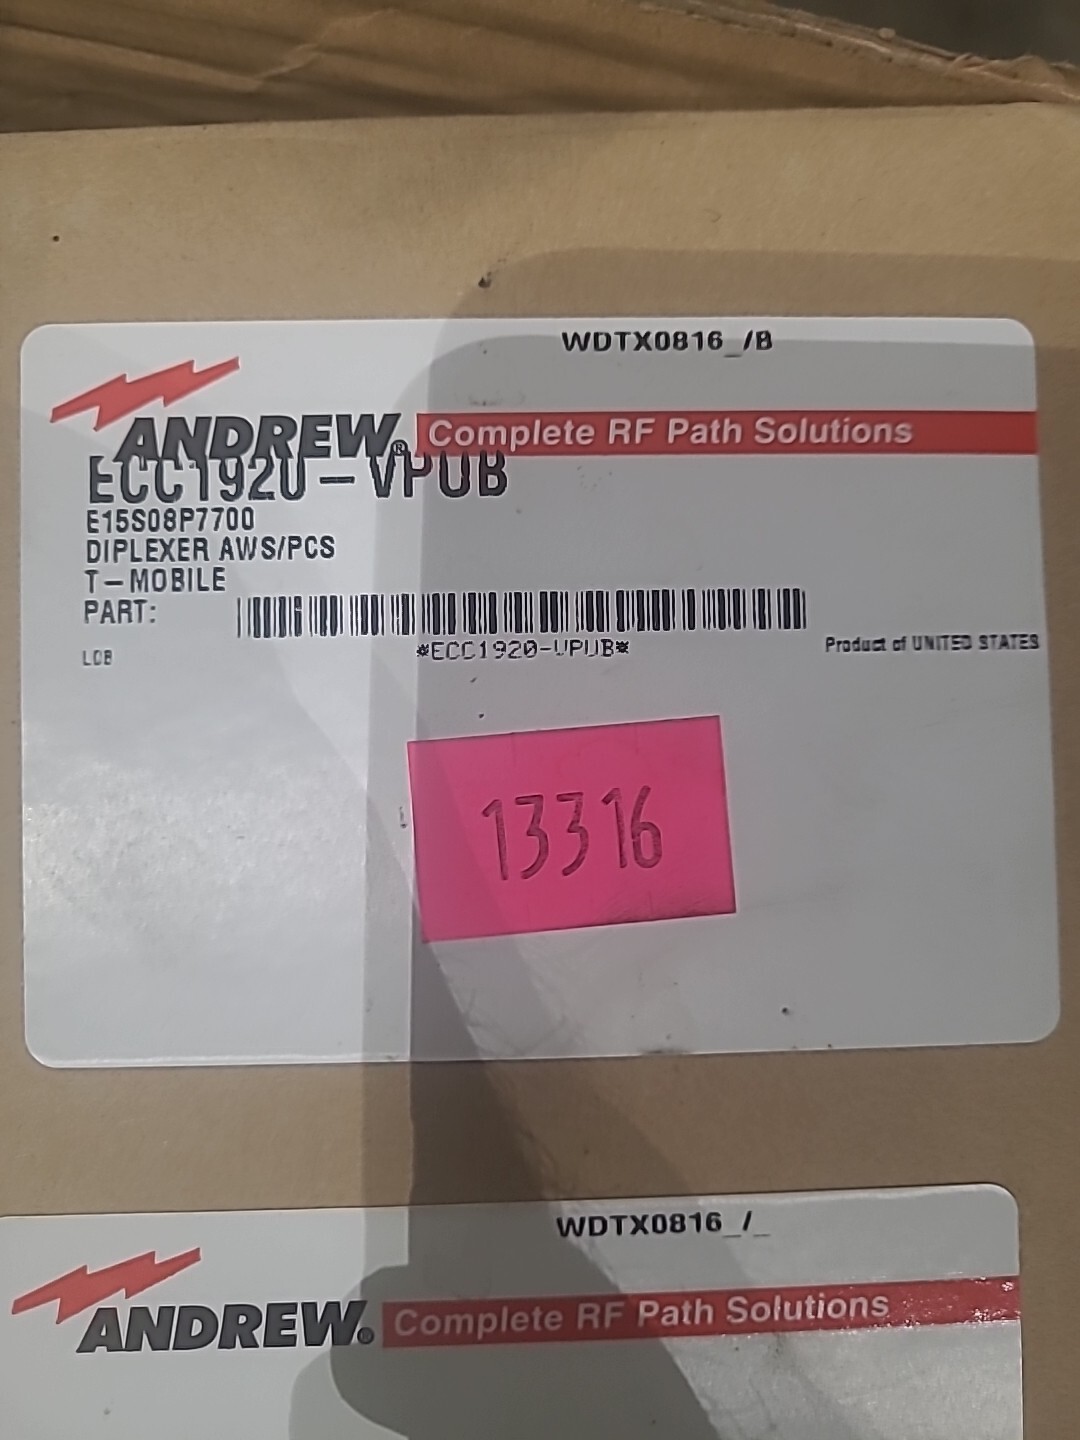 WDTX0816_/B
ANDREW® Complete RF Path Solutions
ECC1920-VPUB
E15S08P7700
DIPLEXER AWS/PCS
T-MOBILE
PART:
LCB
*ECC1920-VPUB*
Product of UNITED STATES
13316
WDTX0816_/_
ANDREW® Complete RF Path Solutions